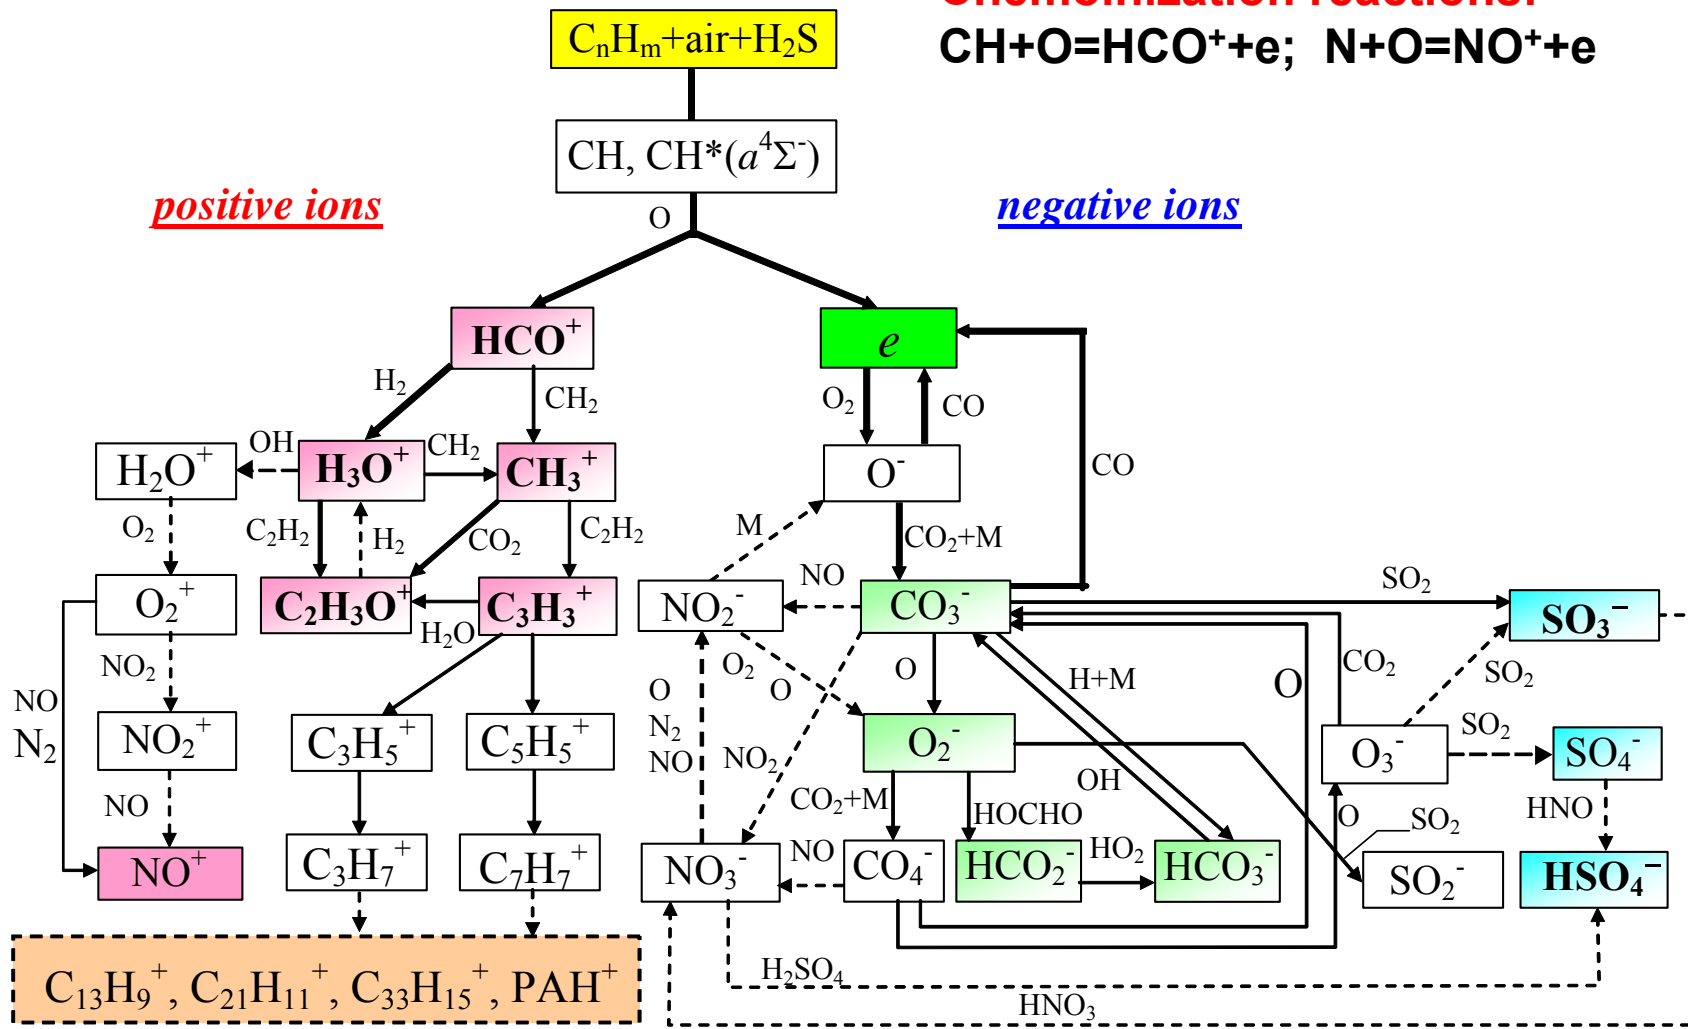 Chemoinization reactions:
CₙHₘ+air+H₂S
CH+O=HCO⁺+e; N+O=NO⁺+e
CH, CH*(a⁴Σ⁻)
positive ions
negative ions
O
HCO⁺
e
H₂
CH₂
O₂
CO
OH
CH₂
CO
H₂O⁺
H₃O⁺
CH₃⁺
O⁻
O₂
C₂H₂
H₂
CO₂
C₂H₂
M
CO₂+M
NO
SO₂
O₂⁺
C₂H₃O⁺
C₃H₃⁺
NO₂⁻
CO₃⁻
SO₃⁻
H₂O
NO₂
O₂
O
O
H+M
O
CO₂
SO₂
NO
N₂
O
N₂
NO
NO₂⁺
C₃H₅⁺
C₅H₅⁺
O₂⁻
O₃⁻
SO₂
SO₄⁻
NO₂
OH
NO
CO₂+M
HOCHO
O
SO₂
HNO
NO⁺
C₃H₇⁺
C₇H₇⁺
NO₃⁻
NO
CO₄⁻
HCO₂⁻
HO₂
HCO₃⁻
SO₂⁻
HSO₄⁻
H₂SO₄
C₁₃H₉⁺, C₂₁H₁₁⁺, C₃₃H₁₅⁺, PAH⁺
HNO₃